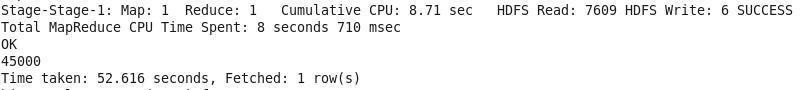 Stage-Stage-1: Map: 1  Reduce: 1   Cumulative CPU: 8.71 sec   HDFS Read: 7609 HDFS Write: 6 SUCCESS
Total MapReduce CPU Time Spent: 8 seconds 710 msec
OK
45000
Time taken: 52.616 seconds, Fetched: 1 row(s)